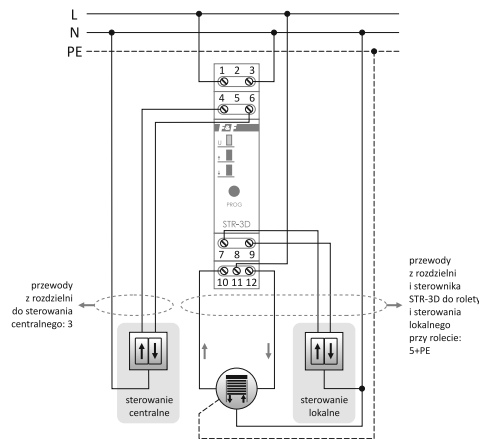 L
N
PE
1 2 3
4 5 6
F&F
U
PROG
STR-3D
7 8 9
10 11 12
przewody
z rozdzielni
do sterowania
centralnego: 3
przewody
z rozdzielni
i sterownika
STR-3D do rolety
i sterowania
lokalnego
przy rolecie:
5+PE
sterowanie
centralne
sterowanie
lokalne